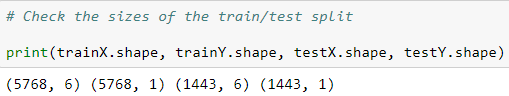 # Check the sizes of the train/test split
print(trainX.shape, trainY.shape, testX.shape, testY.shape)
(5768, 6) (5768, 1) (1443, 6) (1443, 1)